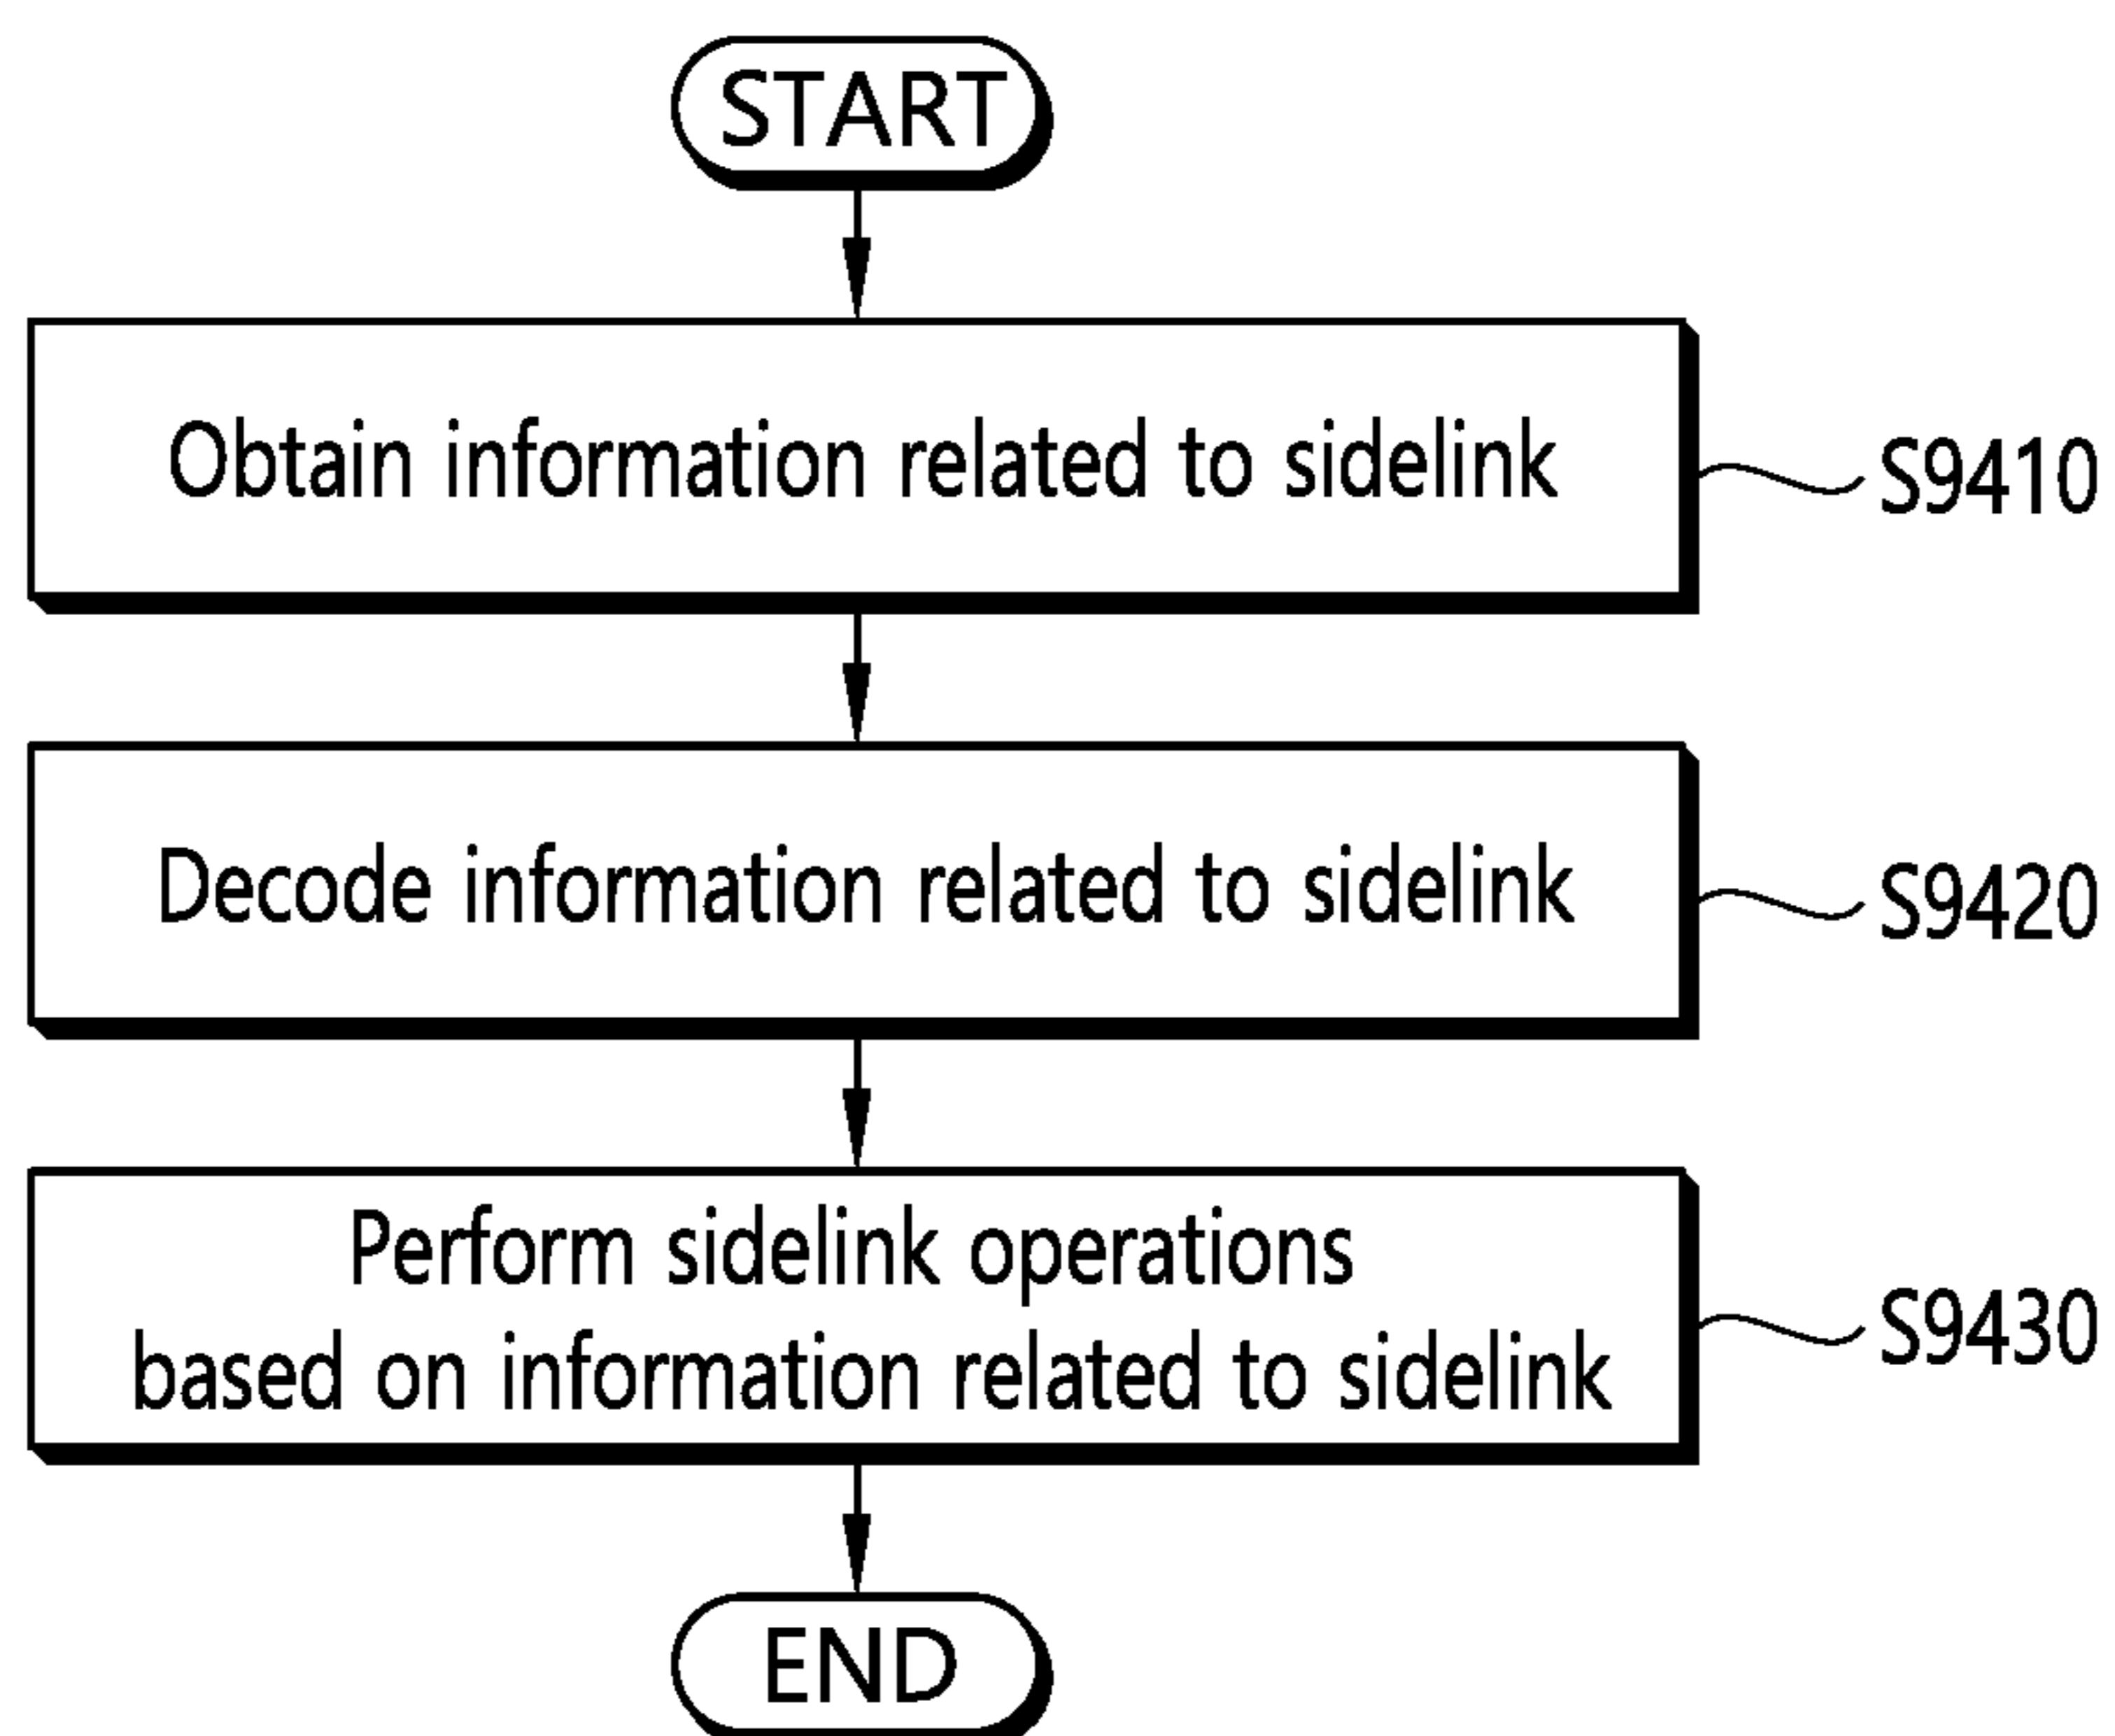 START
Obtain information related to sidelink
S9410
Decode information related to sidelink
S9420
Perform sidelink operations
based on information related to sidelink
S9430
END